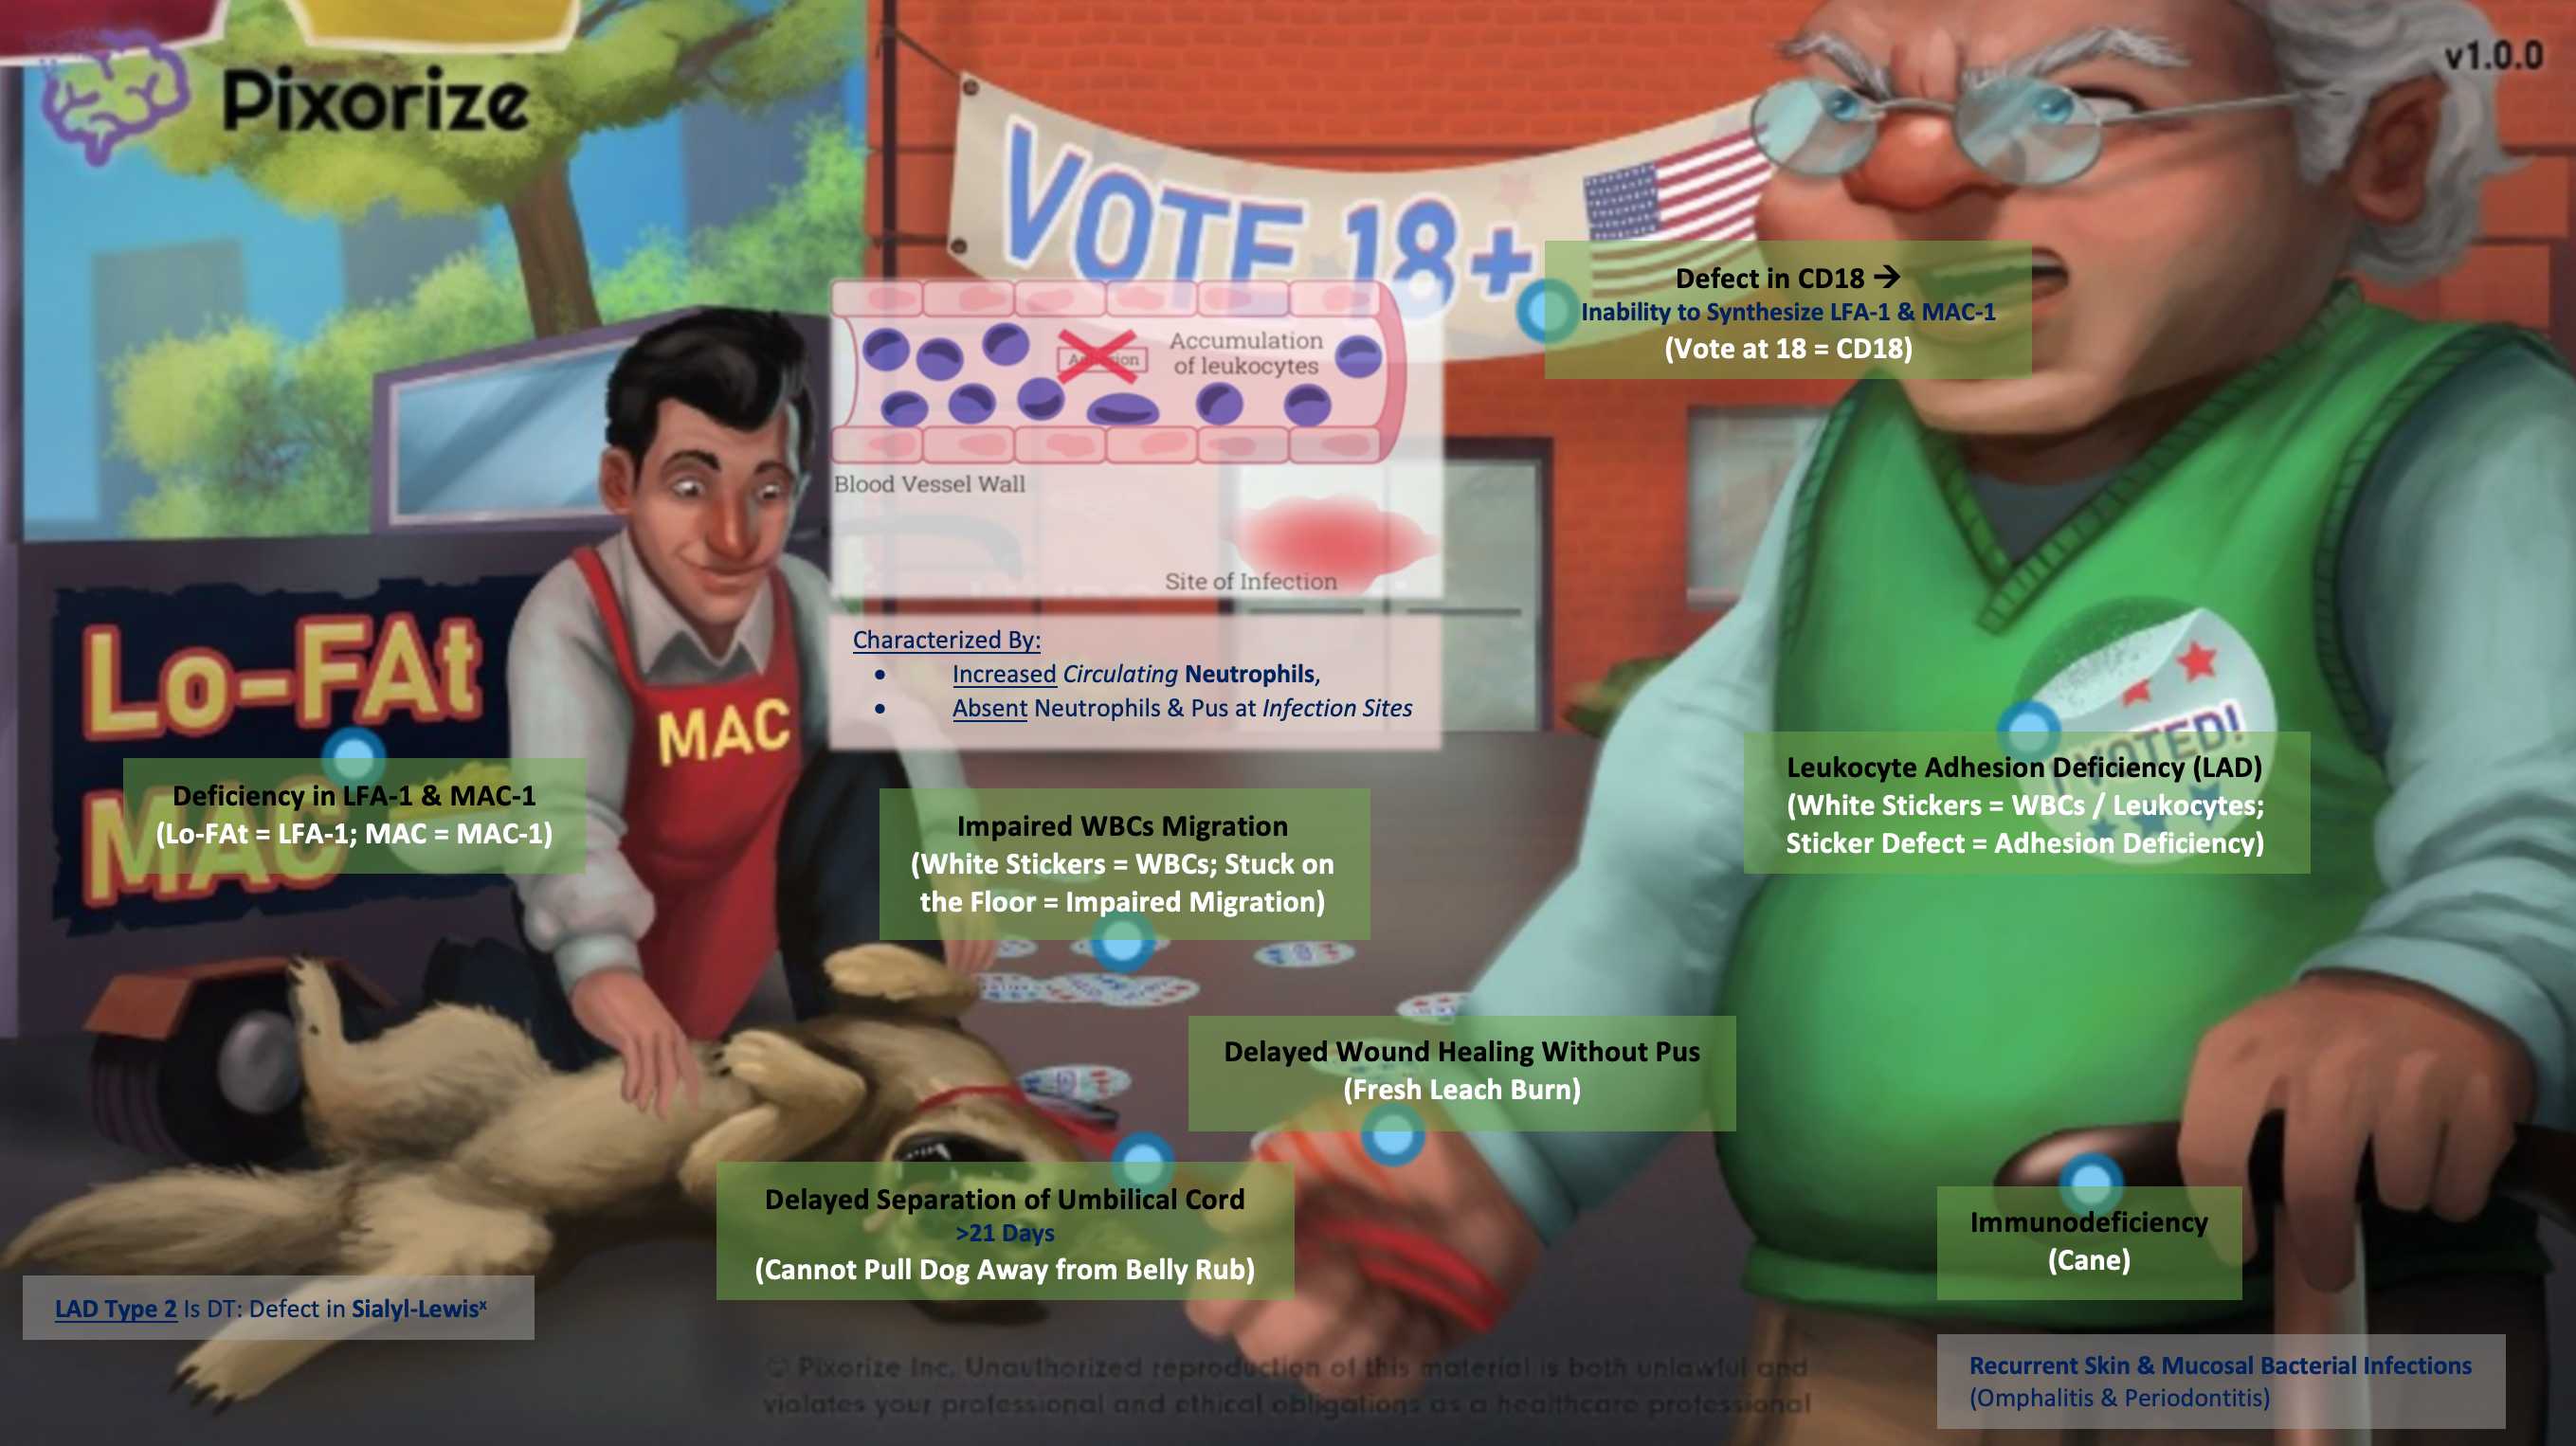 Pixorize
v1.0.0
VOTE 18+
Defect in CD18 →
Inability to Synthesize LFA-1 & MAC-1
(Vote at 18 = CD18)
Accumulation
of leukocytes
Blood Vessel Wall
Site of Infection
Characterized By:
• Increased Circulating Neutrophils,
• Absent Neutrophils & Pus at Infection Sites
Lo-FAt
MAC
MAC
Deficiency in LFA-1 & MAC-1
(Lo-FAt = LFA-1; MAC = MAC-1)
I VOTED!
Leukocyte Adhesion Deficiency (LAD)
(White Stickers = WBCs / Leukocytes;
Sticker Defect = Adhesion Deficiency)
Impaired WBCs Migration
(White Stickers = WBCs; Stuck on
the Floor = Impaired Migration)
Delayed Wound Healing Without Pus
(Fresh Leach Burn)
Delayed Separation of Umbilical Cord
>21 Days
(Cannot Pull Dog Away from Belly Rub)
Immunodeficiency
(Cane)
LAD Type 2 Is DT: Defect in Sialyl-Lewisˣ
Recurrent Skin & Mucosal Bacterial Infections
(Omphalitis & Periodontitis)
© Pixorize Inc. Unauthorized reproduction of this material is both unlawful and
violates your professional and ethical obligations as a healthcare professional